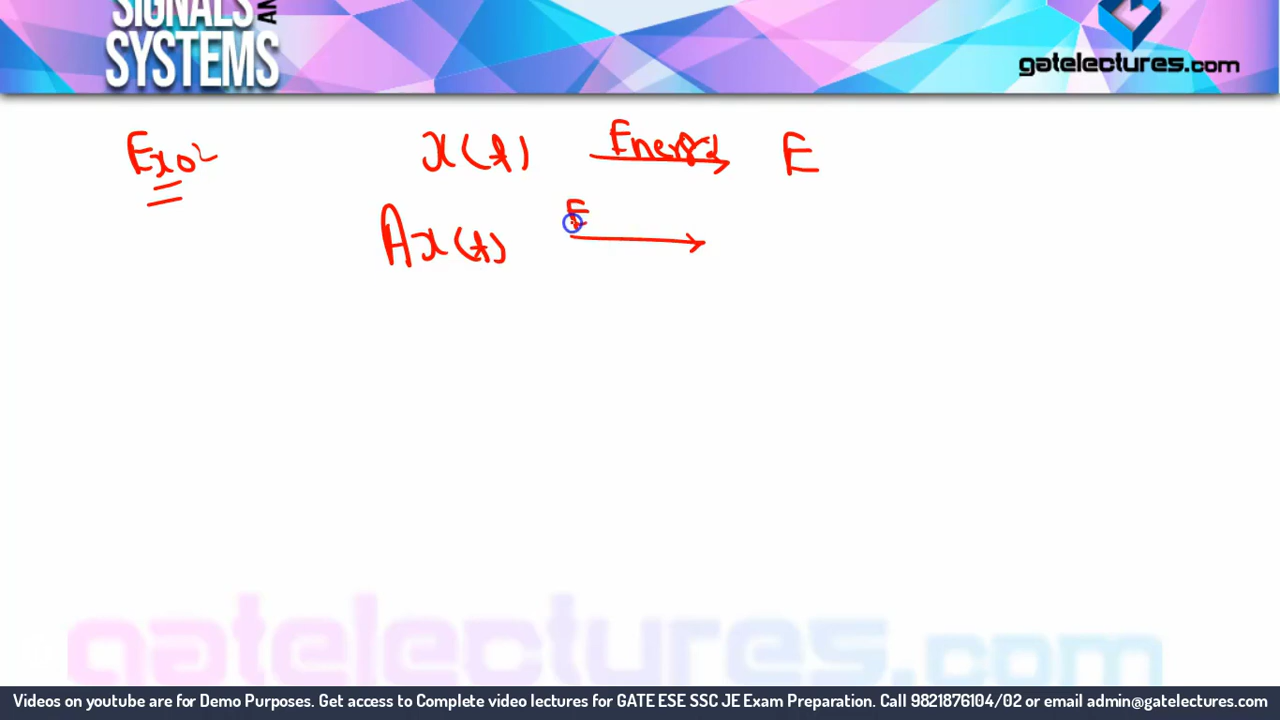 SIGNALS AND
SYSTEMS
gatelectures.com
x(t) Energy E
Ax(t) E
gatelectures.com
Videos on youtube are for Demo Purposes. Get access to Complete video lectures for GATE ESE SSC JE Exam Preparation. Call 9821876104/02 or email admin@gatelectures.com